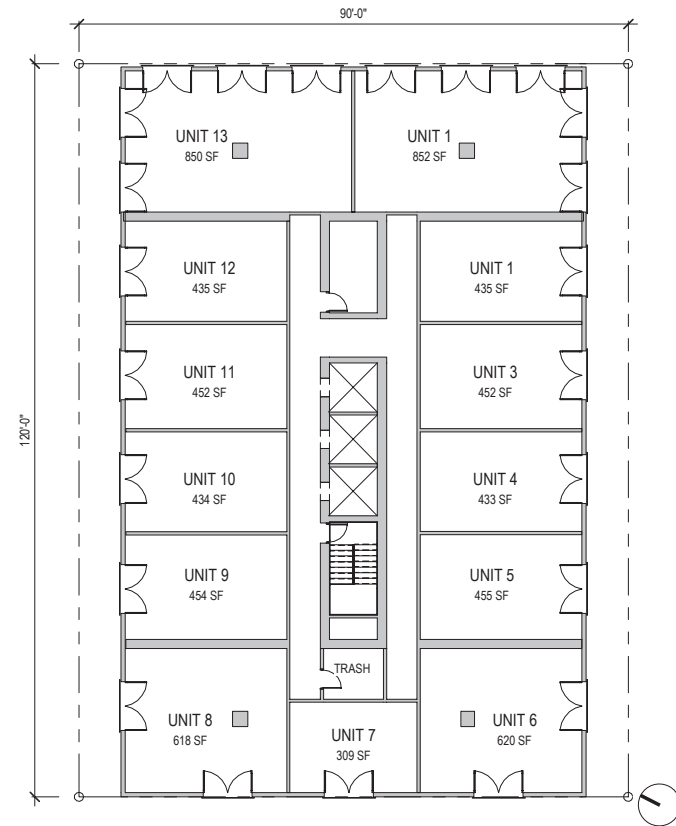 90'-0"
120'-0"
UNIT 13
850 SF
UNIT 1
852 SF
UNIT 12
435 SF
UNIT 1
435 SF
UNIT 11
452 SF
UNIT 3
452 SF
UNIT 10
434 SF
UNIT 4
433 SF
UNIT 9
454 SF
UNIT 5
455 SF
TRASH
UNIT 8
618 SF
UNIT 7
309 SF
UNIT 6
620 SF